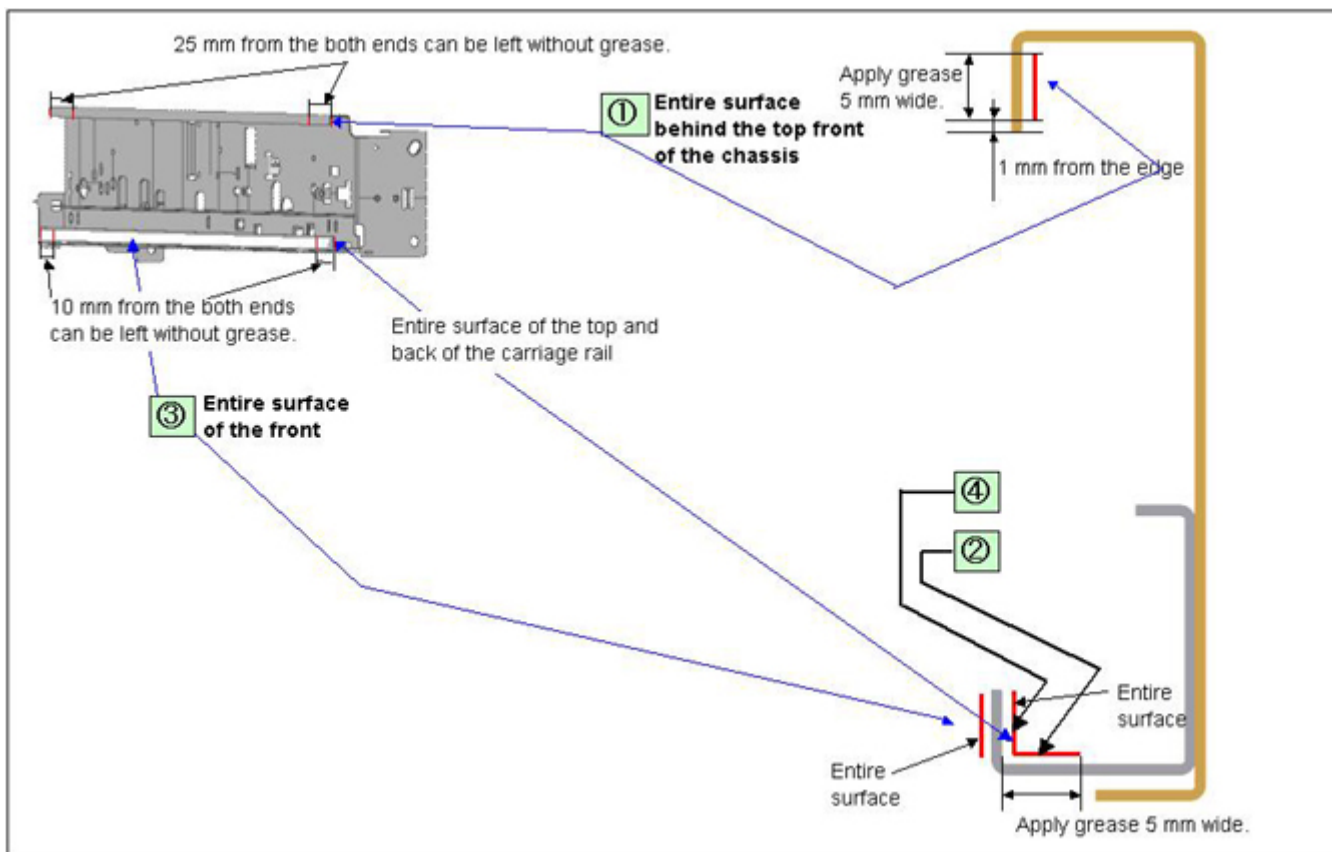 25 mm from the both ends can be left without grease.
Apply grease
5 mm wide.
① Entire surface
behind the top front
of the chassis
1 mm from the edge
10 mm from the both ends
can be left without grease.
Entire surface of the top and
back of the carriage rail
③ Entire surface
of the front
④
②
Entire
surface
Entire
surface
Apply grease 5 mm wide.